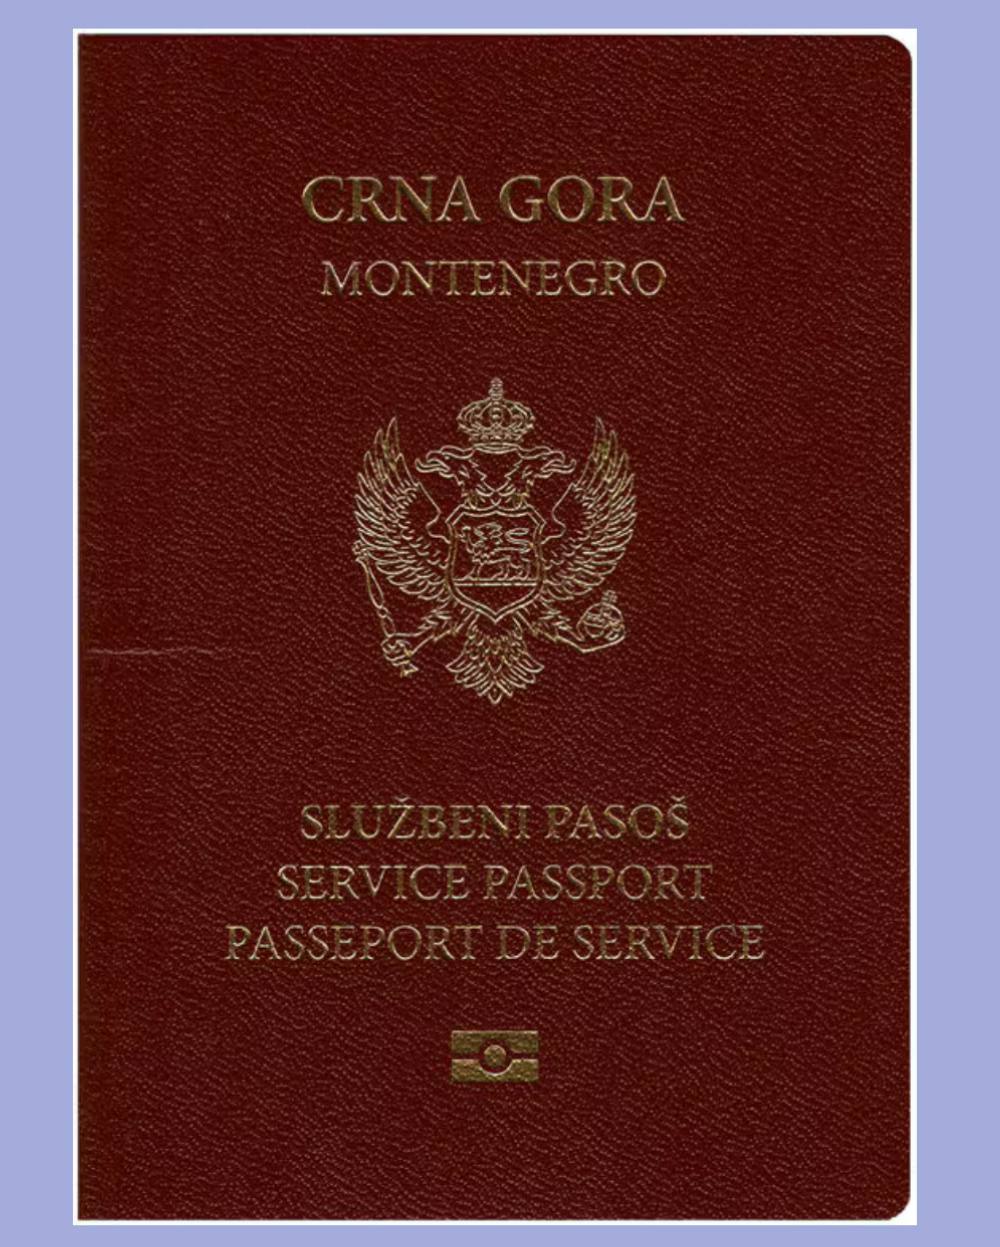 CRNA GORA
MONTENEGRO
SLUŽBENI PASOŠ
SERVICE PASSPORT
PASSEPORT DE SERVICE